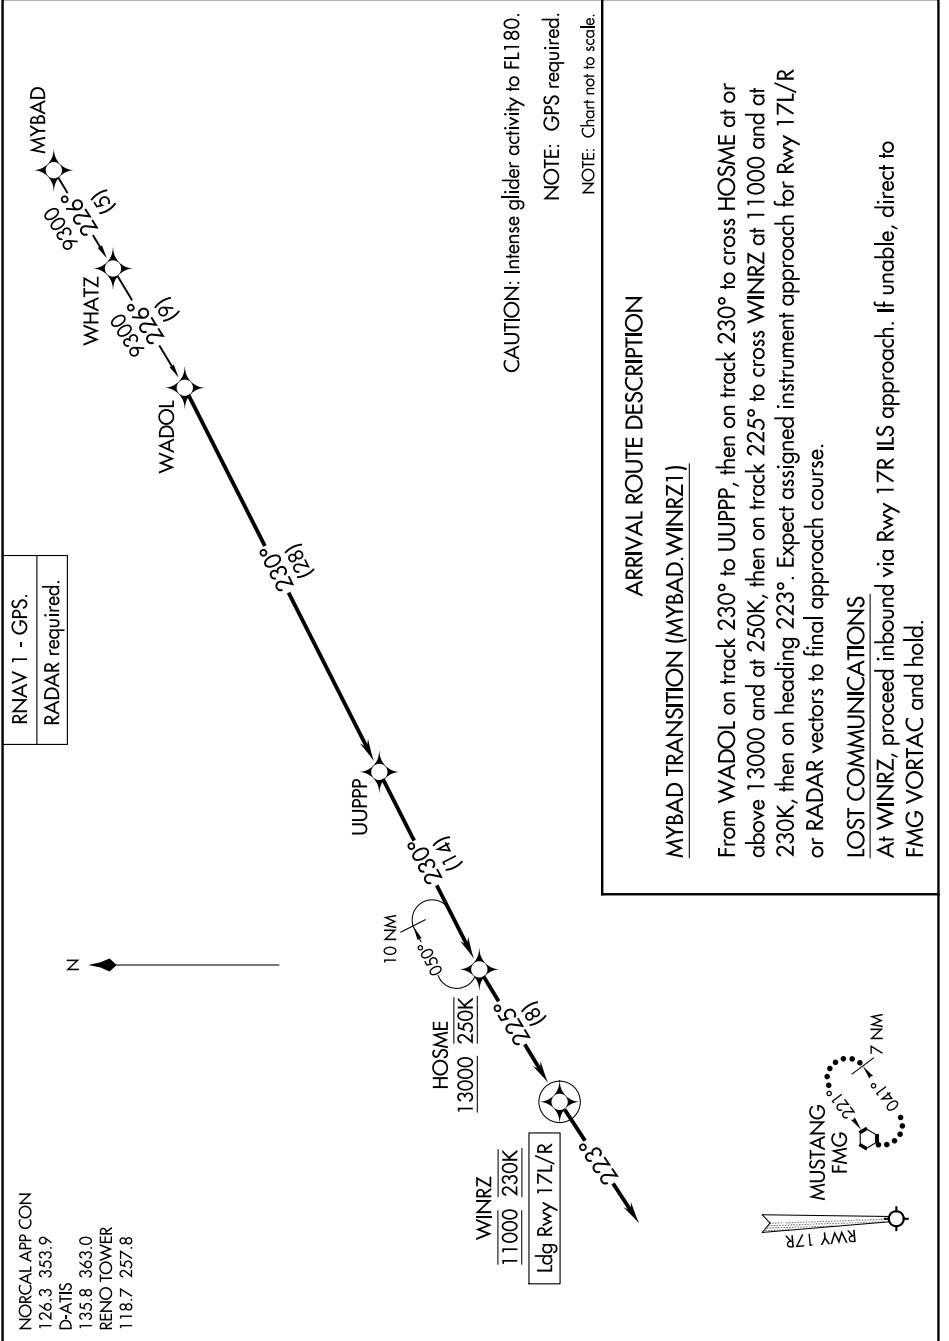 NORCAL APP CON
126.3 353.9
D-ATIS
135.8 363.0
RENO TOWER
118.7 257.8
RNAV 1 - GPS.
RADAR required.
MYBAD
9300
226°
(5)
WHATZ
9300
226°
(9)
WADOL
230°
(28)
UUPPP
230°
(14)
N
10 NM
050°
HOSME
13000 250K
225°
(8)
WINRZ
11000 230K
Ldg Rwy 17L/R
223°
CAUTION: Intense glider activity to FL180.
NOTE: GPS required.
NOTE: Chart not to scale.
RWY 17R
MUSTANG
FMG
221°
041°
7 NM
ARRIVAL ROUTE DESCRIPTION
MYBAD TRANSITION (MYBAD.WINRZ1)
From WADOL on track 230° to UUPPP, then on track 230° to cross HOSME at or
above 13000 and at 250K, then on track 225° to cross WINRZ at 11000 and at
230K, then on heading 223°. Expect assigned instrument approach for Rwy 17L/R
or RADAR vectors to final approach course.
LOST COMMUNICATIONS
At WINRZ, proceed inbound via Rwy 17R ILS approach. If unable, direct to
FMG VORTAC and hold.